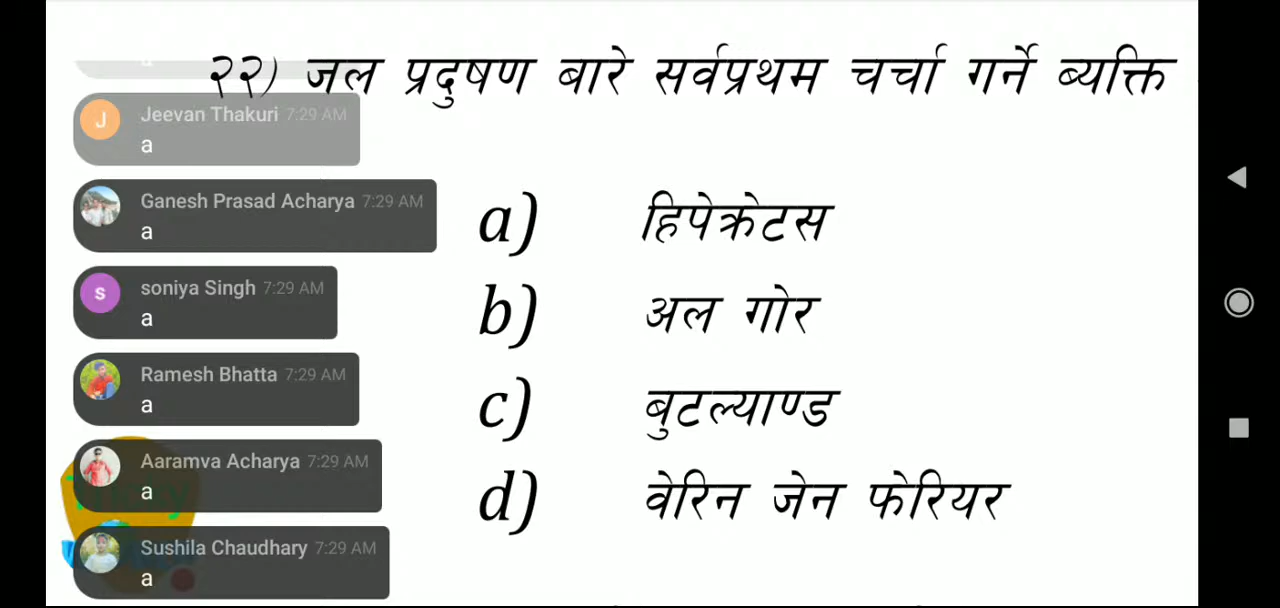 २२) जल प्रदुषण बारे सर्वप्रथम चर्चा गर्ने ब्यक्ति
Jeevan Thakuri 7:29 AM
a
Ganesh Prasad Acharya 7:29 AM
a
a) हिपेक्रेटस
soniya Singh 7:29 AM
a
b) अल गोर
Ramesh Bhatta 7:29 AM
a
c) बुटल्याण्ड
Aaramva Acharya 7:29 AM
a
d) वेरिन जेन फेरियर
Sushila Chaudhary 7:29 AM
a
J
s